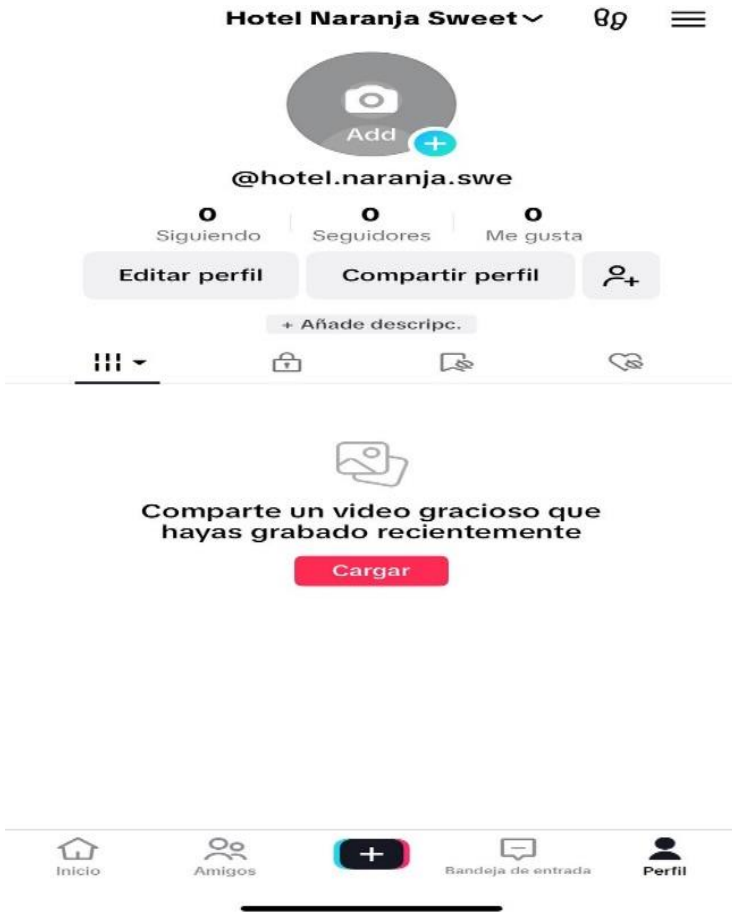 Hotel Naranja Sweet
Add
@hotel.naranja.swe
0 0 0
Siguiendo Seguidores Me gusta
Editar perfil Compartir perfil
+ Añade descripc.
Comparte un video gracioso que
hayas grabado recientemente
Cargar
Inicio Amigos Bandeja de entrada Perfil